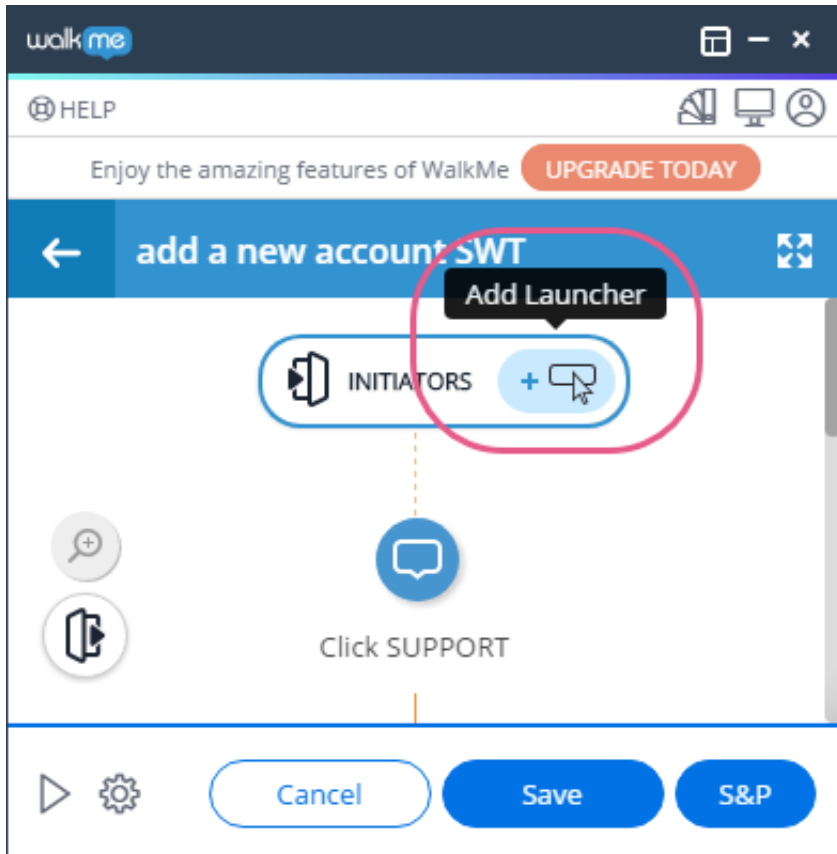 walkme
HELP
Enjoy the amazing features of WalkMe UPGRADE TODAY
add a new account SWT
Add Launcher
INITIATORS +
Click SUPPORT
Cancel Save S&P